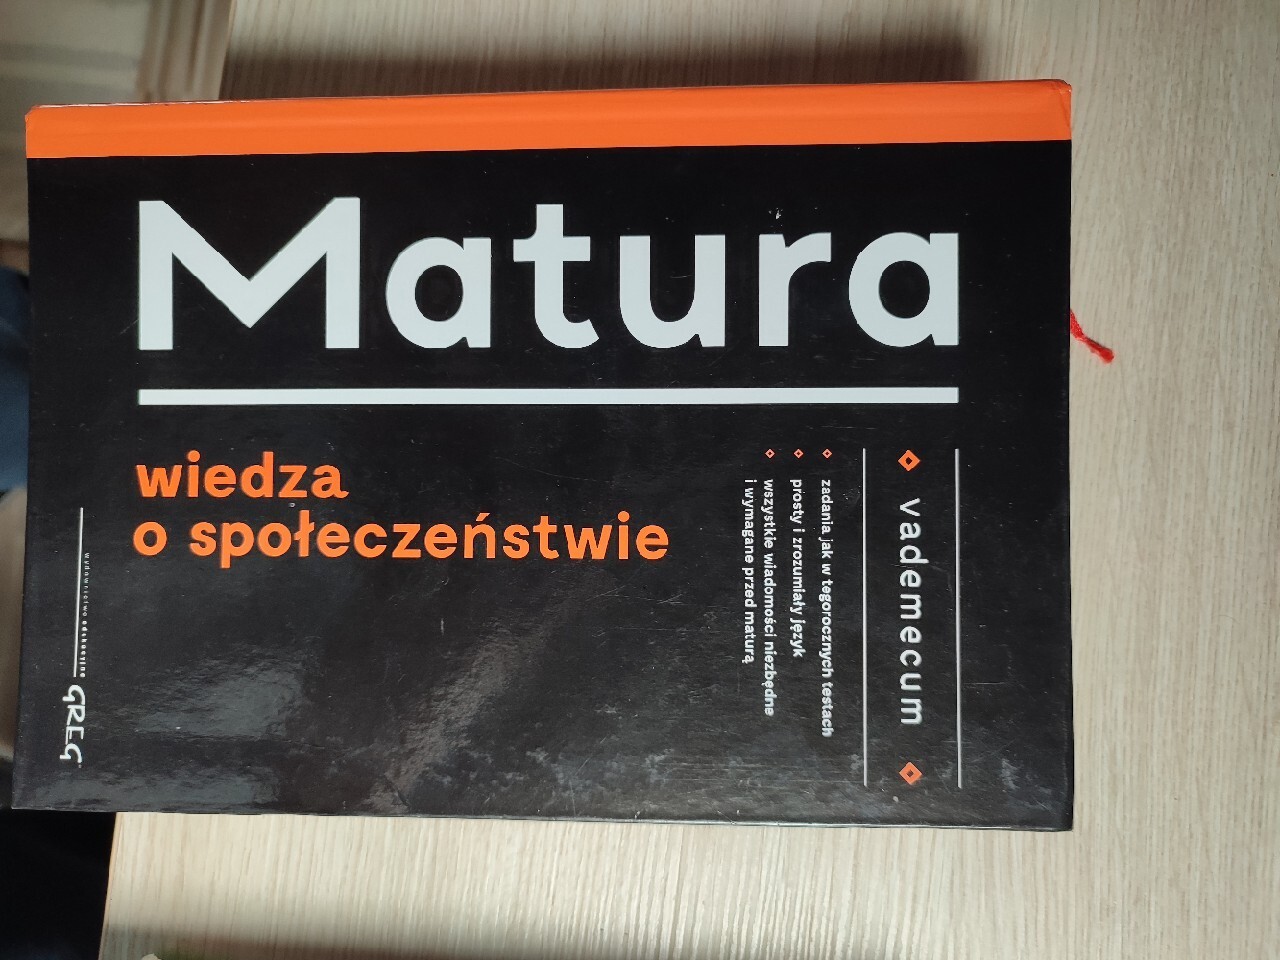 Matura
wiedza
o społeczeństwie
vademecum
zadania jak w tegorocznych testach
prosty i zrozumiały język
wszystkie wiadomości niezbędne
i wymagane przed maturą
wydawnictwo edukacyjne
GREG